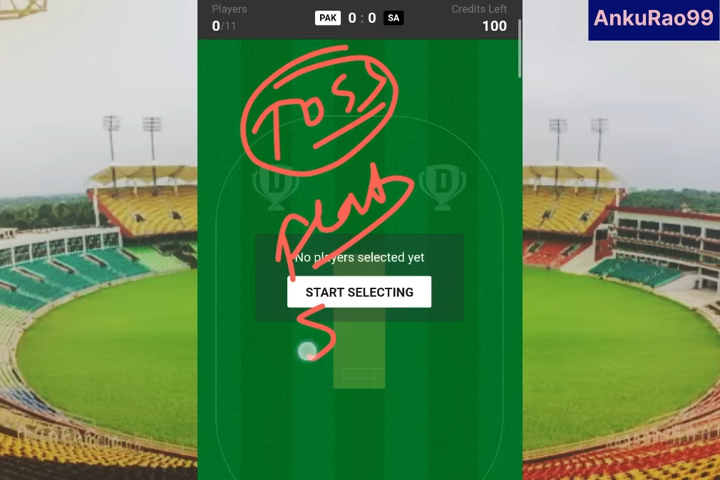 Players
Credits Left
0/11
PAK 0 : 0 SA
100
AnkuRao99
TOSS
D D
No players selected yet
START SELECTING
S